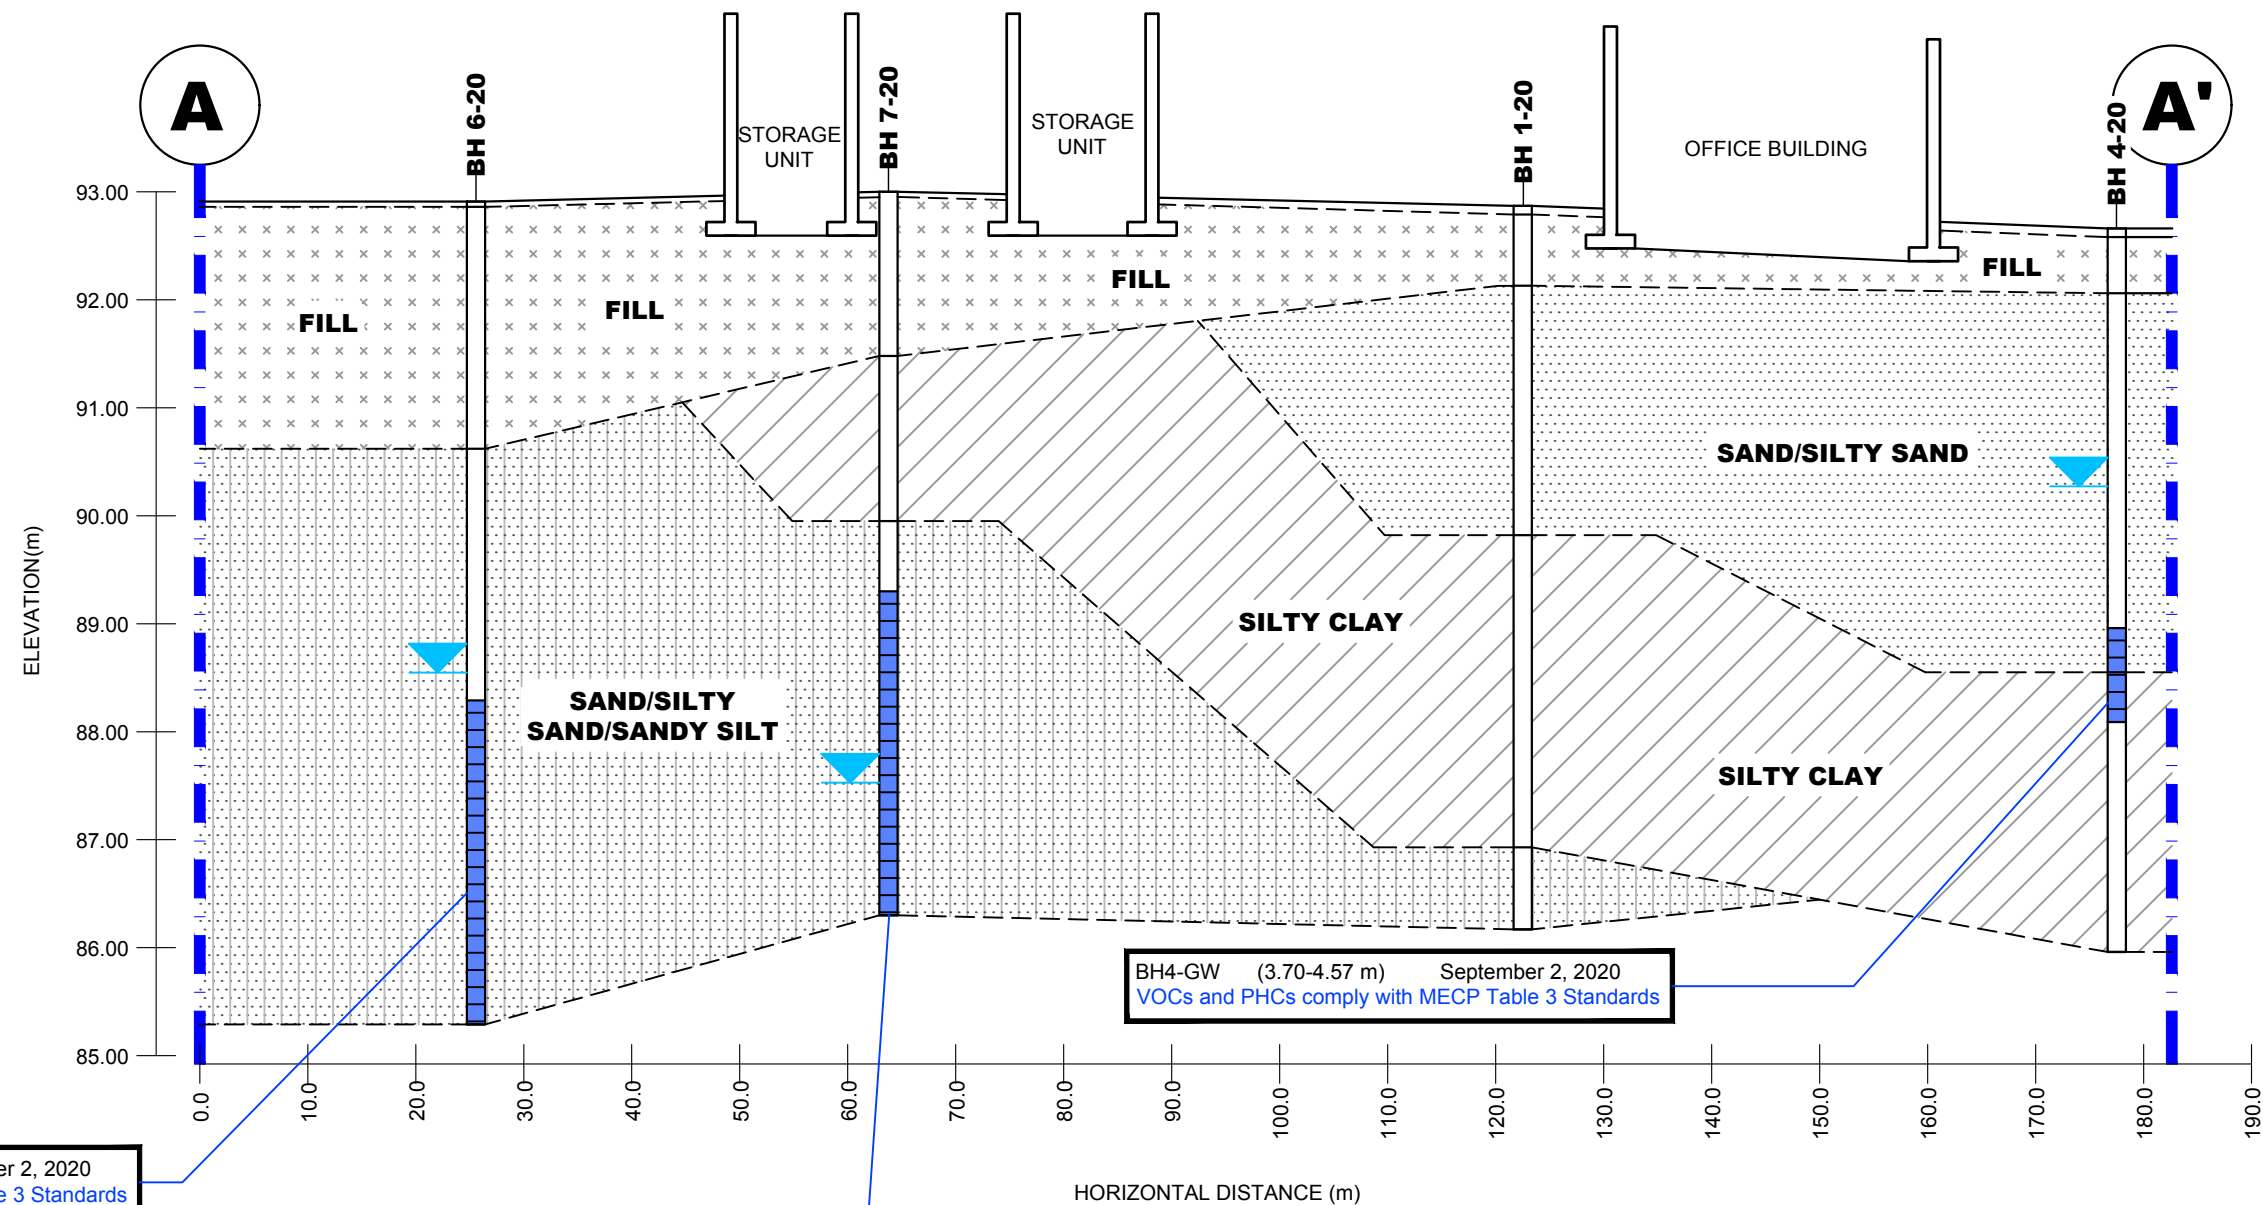 A
BH 6-20
STORAGE
UNIT
BH 7-20
STORAGE
UNIT
BH 1-20
OFFICE BUILDING
BH 4-20
A'
93.00
92.00
91.00
90.00
89.00
88.00
87.00
86.00
85.00
ELEVATION(m)
FILL
FILL
FILL
FILL
SAND/SILTY SAND
SILTY CLAY
SAND/SILTY
SAND/SANDY SILT
SILTY CLAY
BH4-GW (3.70-4.57 m) September 2, 2020
VOCs and PHCs comply with MECP Table 3 Standards
0.0
10.0
20.0
30.0
40.0
50.0
60.0
70.0
80.0
90.0
100.0
110.0
120.0
130.0
140.0
150.0
160.0
170.0
180.0
190.0
HORIZONTAL DISTANCE (m)
er 2, 2020
e 3 Standards